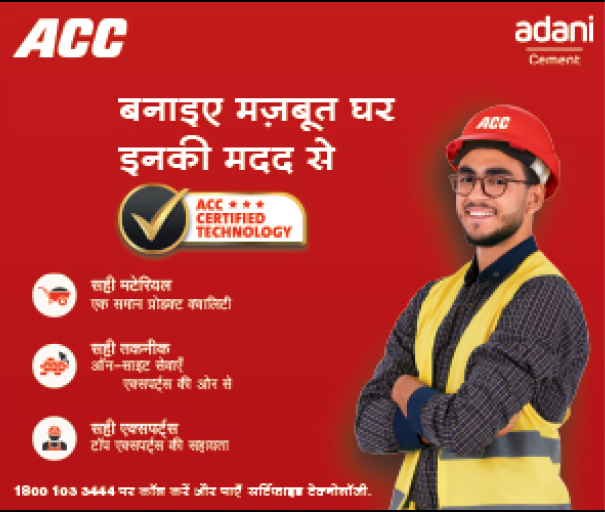 ACC
adani
Cement
बनाइए मज़बूत घर
इनकी मदद से
ACC
ACC ★★★
CERTIFIED
TECHNOLOGY
सही मटेरियल
एक समान प्रोडक्ट क्वालिटी
सही तकनीक
ऑन-साइट सेवाएँ
एक्सपर्ट्स की ओर से
सही एक्सपर्ट्स
टॉप एक्सपर्ट्स की सहायता
1800 103 3444 पर कॉल करें और पाएँ सर्टिफाइड टेक्नोलॉजी.